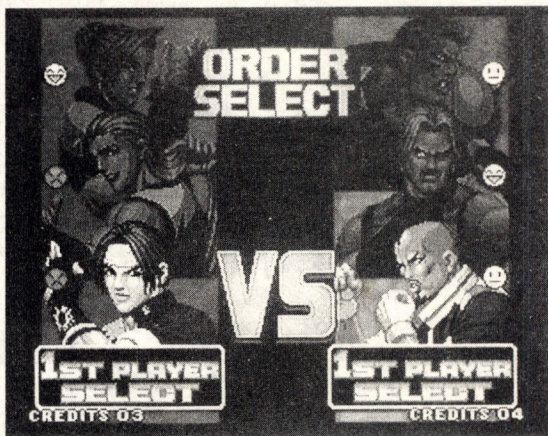 ORDER
SELECT
VS
1ST PLAYER
SELECT
1ST PLAYER
SELECT
CREDITS 03
CREDITS 04